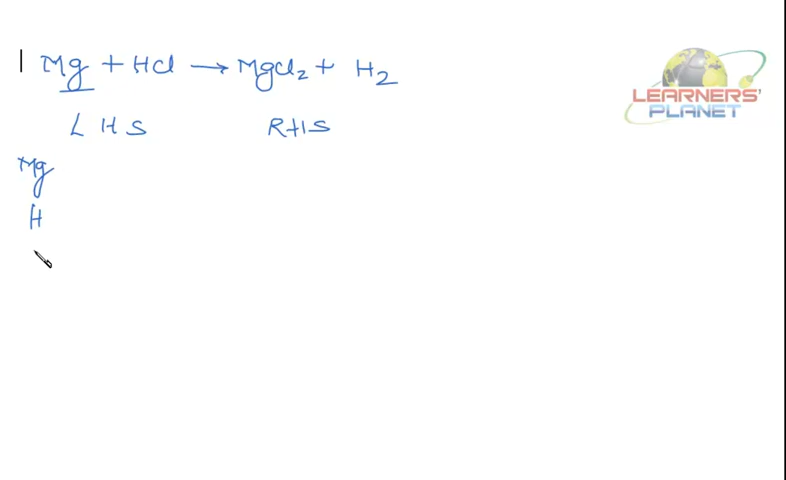 Mg + HCl → MgCl₂ + H₂
LHS RHS
Mg
H
LEARNERS'
PLANET